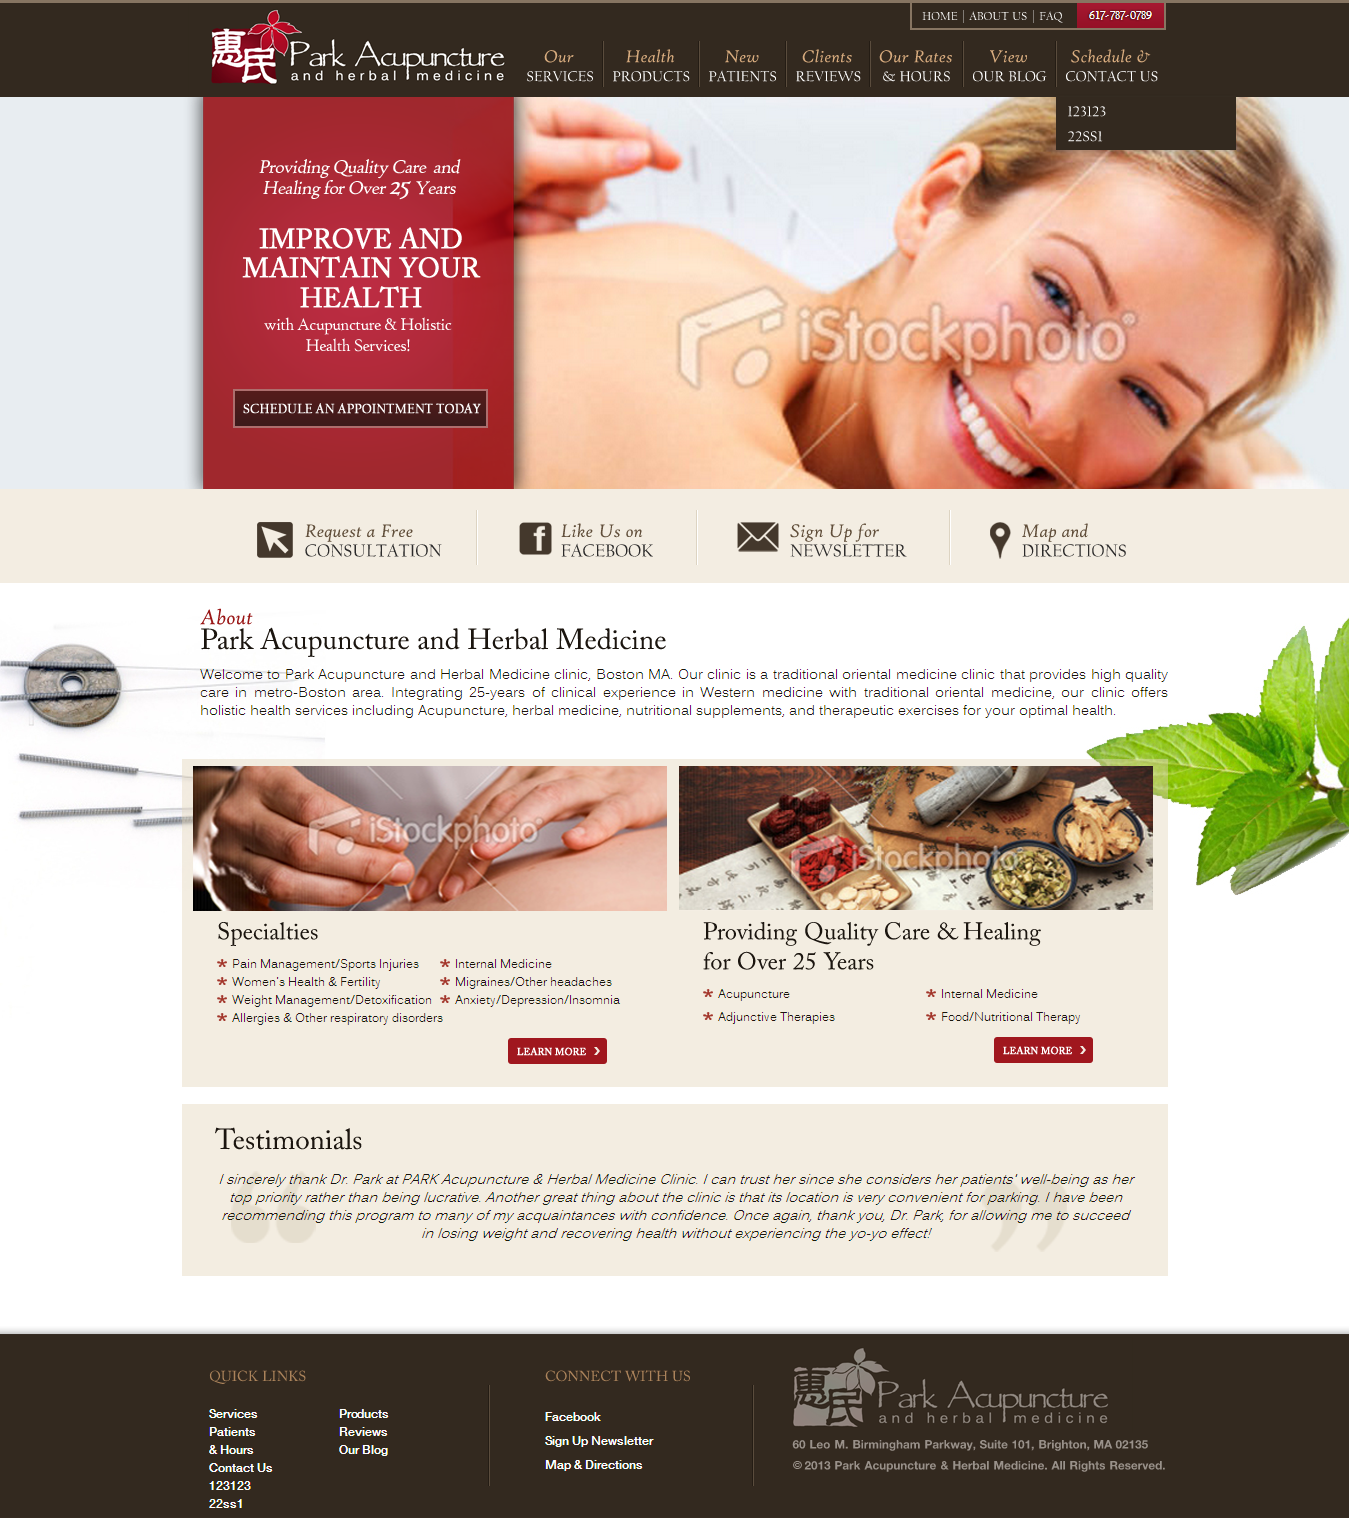 HOME | ABOUT US | FAQ
617-787-0789
惠民
Park Acupuncture
and herbal medicine
Our SERVICES
Health PRODUCTS
New PATIENTS
Clients REVIEWS
Our Rates & HOURS
View OUR BLOG
Schedule & CONTACT US
123123
22SS1
Providing Quality Care and
Healing for Over 25 Years
IMPROVE AND
MAINTAIN YOUR
HEALTH
with Acupuncture & Holistic
Health Services!
SCHEDULE AN APPOINTMENT TODAY
iStockphoto
Request a Free
CONSULTATION
Like Us on
FACEBOOK
Sign Up for
NEWSLETTER
Map and
DIRECTIONS
About
Park Acupuncture and Herbal Medicine
Welcome to Park Acupuncture and Herbal Medicine clinic, Boston MA. Our clinic is a traditional oriental medicine clinic that provides high quality
care in metro-Boston area. Integrating 25-years of clinical experience in Western medicine with traditional oriental medicine, our clinic offers
holistic health services including Acupuncture, herbal medicine, nutritional supplements, and therapeutic exercises for your optimal health.
iStockphoto
iStockphoto
Specialties
* Pain Management/Sports Injuries
* Internal Medicine
* Women's Health & Fertility
* Migraines/Other headaches
* Weight Management/Detoxification
* Anxiety/Depression/Insomnia
* Allergies & Other respiratory disorders
LEARN MORE
Providing Quality Care & Healing
for Over 25 Years
* Acupuncture
* Internal Medicine
* Adjunctive Therapies
* Food/Nutritional Therapy
LEARN MORE
Testimonials
I sincerely thank Dr. Park at PARK Acupuncture & Herbal Medicine Clinic. I can trust her since she considers her patients' well-being as her
top priority rather than being lucrative. Another great thing about the clinic is that its location is very convenient for parking. I have been
recommending this program to many of my acquaintances with confidence. Once again, thank you, Dr. Park, for allowing me to succeed
in losing weight and recovering health without experiencing the yo-yo effect!
QUICK LINKS
Services
Patients
& Hours
Contact Us
123123
22ss1
Products
Reviews
Our Blog
CONNECT WITH US
Facebook
Sign Up Newsletter
Map & Directions
惠民
Park Acupuncture
and herbal medicine
60 Leo M. Birmingham Parkway, Suite 101, Brighton, MA 02135
© 2013 Park Acupuncture & Herbal Medicine. All Rights Reserved.